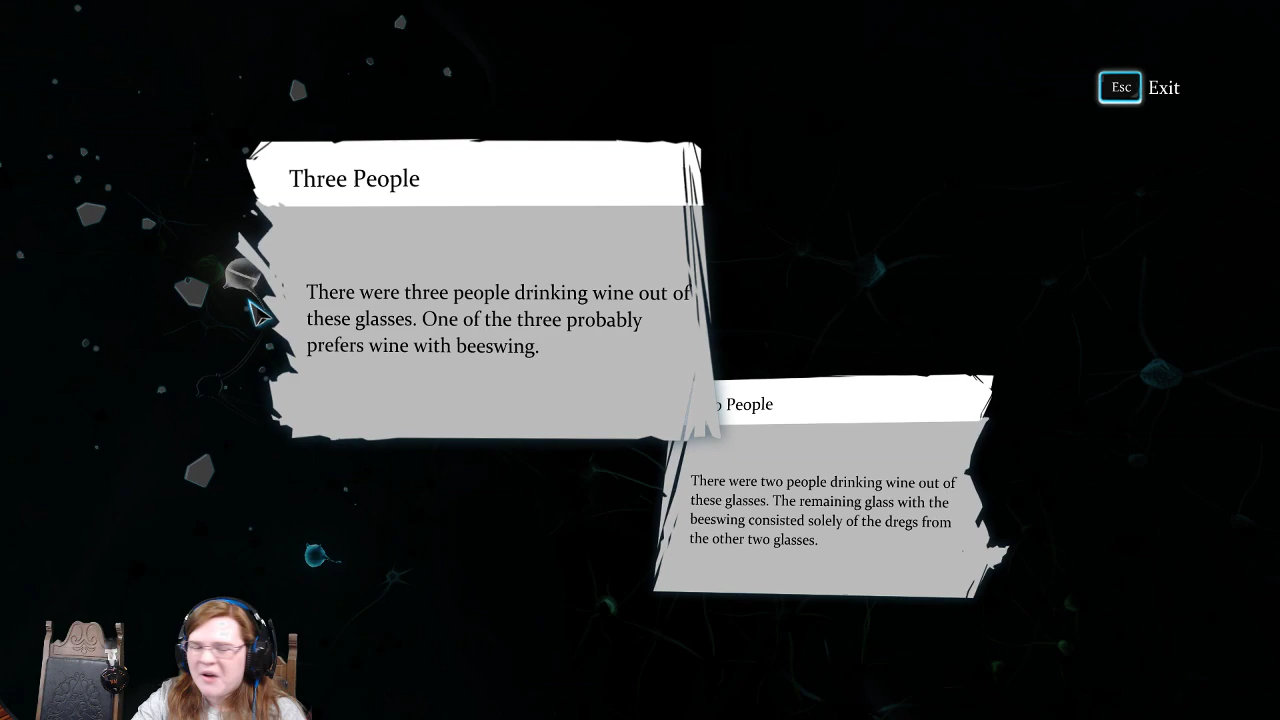 Esc Exit
Three People
There were three people drinking wine out of
these glasses. One of the three probably
prefers wine with beeswing.
People
There were two people drinking wine out of
these glasses. The remaining glass with the
beeswing consisted solely of the dregs from
the other two glasses.